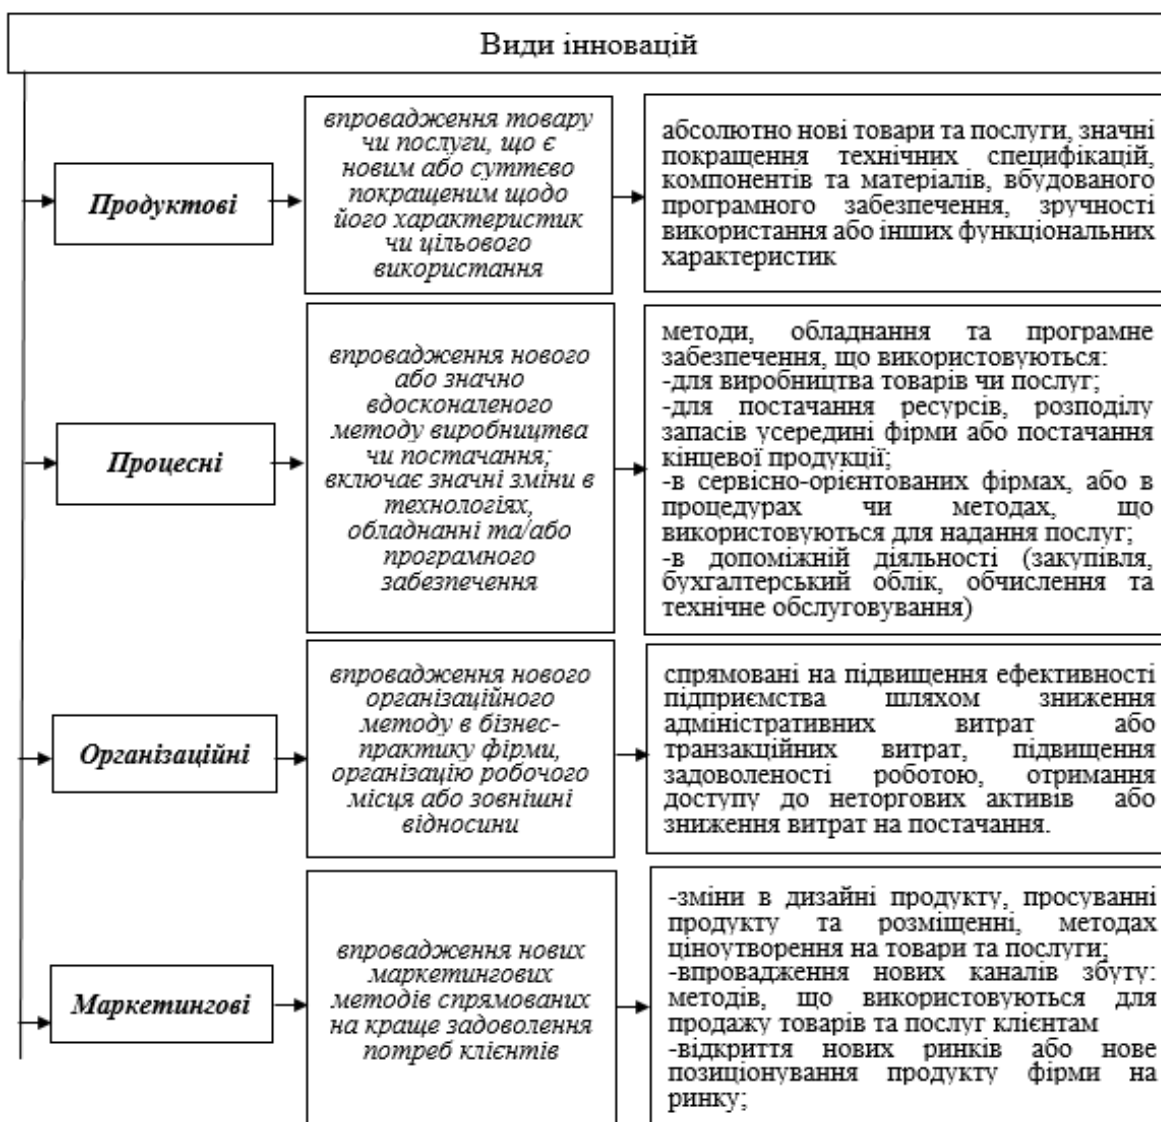 Види інновацій
Продуктові
впровадження товару
чи послуги, що є
новим або суттєво
покращеним щодо
його характеристик
чи цільового
використання
абсолютно нові товари та послуги, значні
покращення технічних специфікацій,
компонентів та матеріалів, вбудованого
програмного забезпечення, зручності
використання або інших функціональних
характеристик
Процесні
впровадження нового
або значно
вдосконаленого
методу виробництва
чи постачання;
включає значні зміни в
технологіях,
обладнанні та/або
програмного
забезпечення
методи, обладнання та програмне
забезпечення, що використовуються:
-для виробництва товарів чи послуг;
-для постачання ресурсів, розподілу
запасів усередині фірми або постачання
кінцевої продукції;
-в сервісно-орієнтованих фірмах, або в
процедурах чи методах, що
використовуються для надання послуг;
-в допоміжній діяльності (закупівля,
бухгалтерський облік, обчислення та
технічне обслуговування)
Організаційні
впровадження нового
організаційного
методу в бізнес-
практику фірми,
організацію робочого
місця або зовнішні
відносини
спрямовані на підвищення ефективності
підприємства шляхом зниження
адміністративних витрат або
транзакційних витрат, підвищення
задоволеності роботою, отримання
доступу до неторгових активів або
зниження витрат на постачання.
Маркетингові
впровадження нових
маркетингових
методів спрямованих
на краще задоволення
потреб клієнтів
-зміни в дизайні продукту, просуванні
продукту та розміщенні, методах
ціноутворення на товари та послуги;
-впровадження нових каналів збуту:
методів, що використовуються для
продажу товарів та послуг клієнтам
-відкриття нових ринків або нове
позиціонування продукту фірми на
ринку;